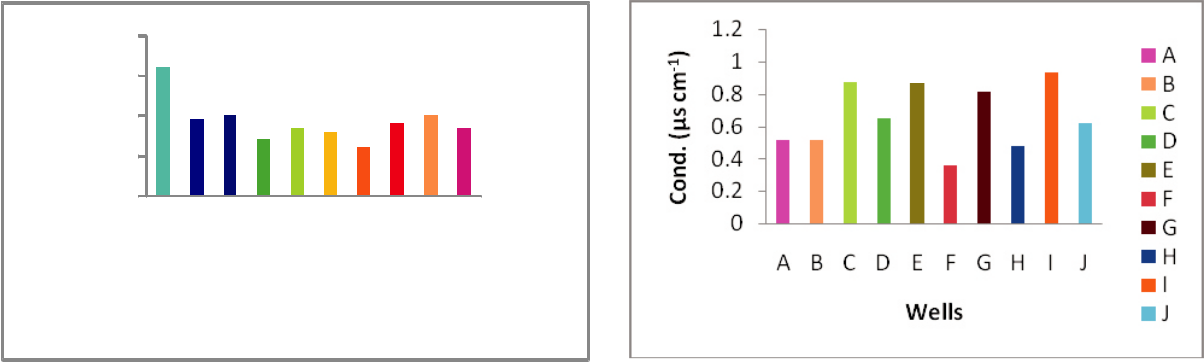 1.2
1
0.8
0.6
0.4
0.2
0
Cond. (µs cm-1)
A B C D E F G H I J
Wells
A
B
C
D
E
F
G
H
I
J